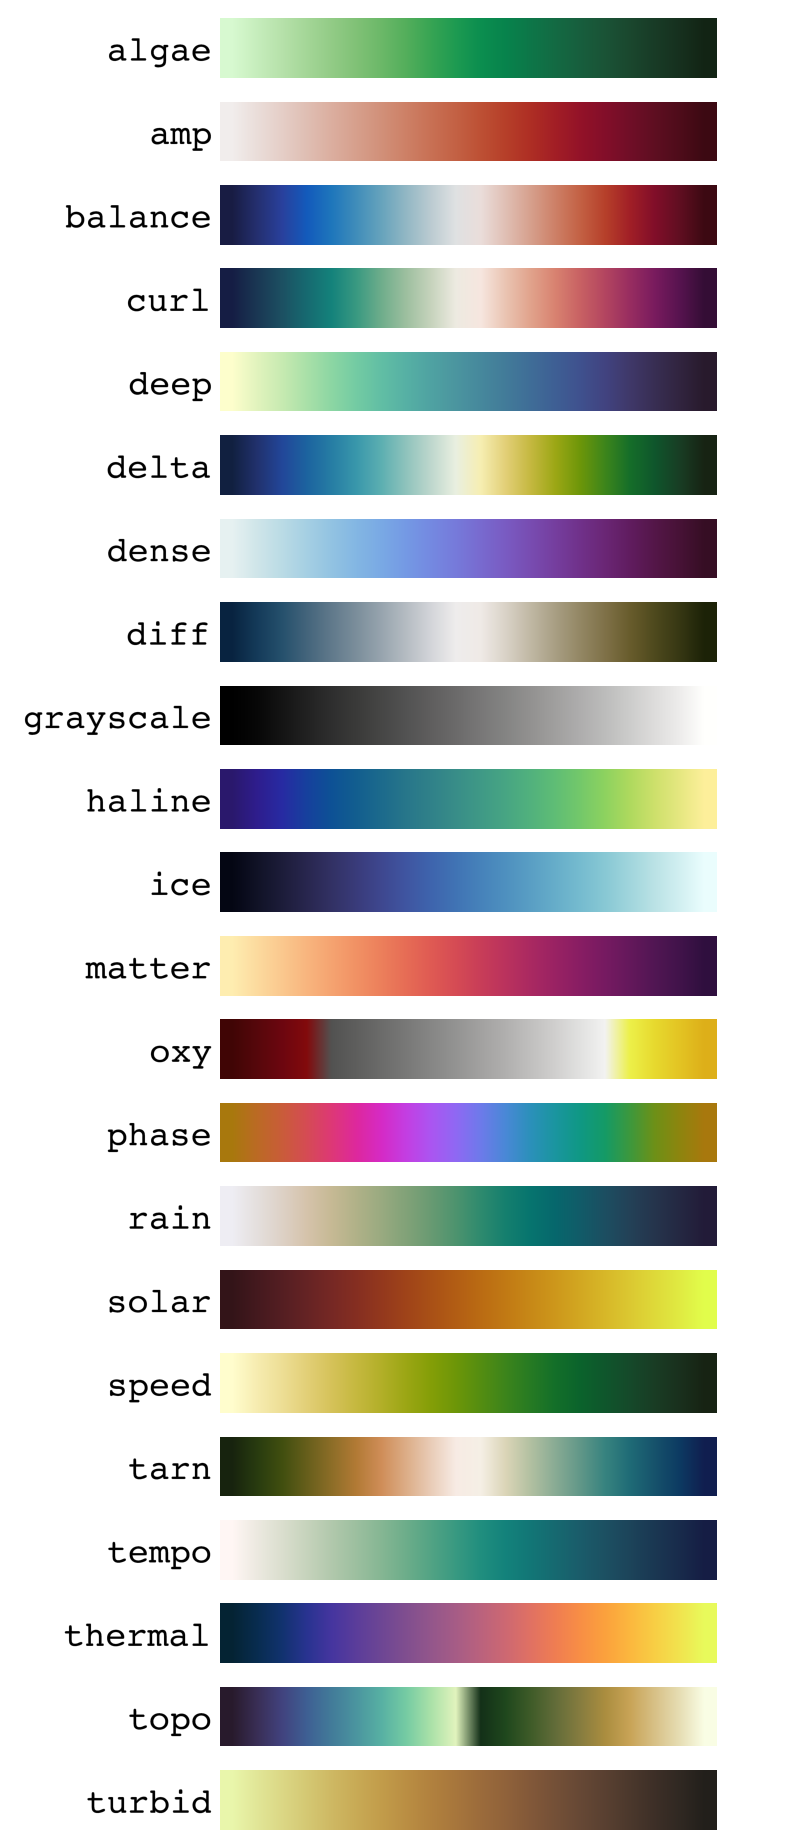 algae
amp
balance
curl
deep
delta
dense
diff
grayscale
haline
ice
matter
oxy
phase
rain
solar
speed
tarn
tempo
thermal
topo
turbid